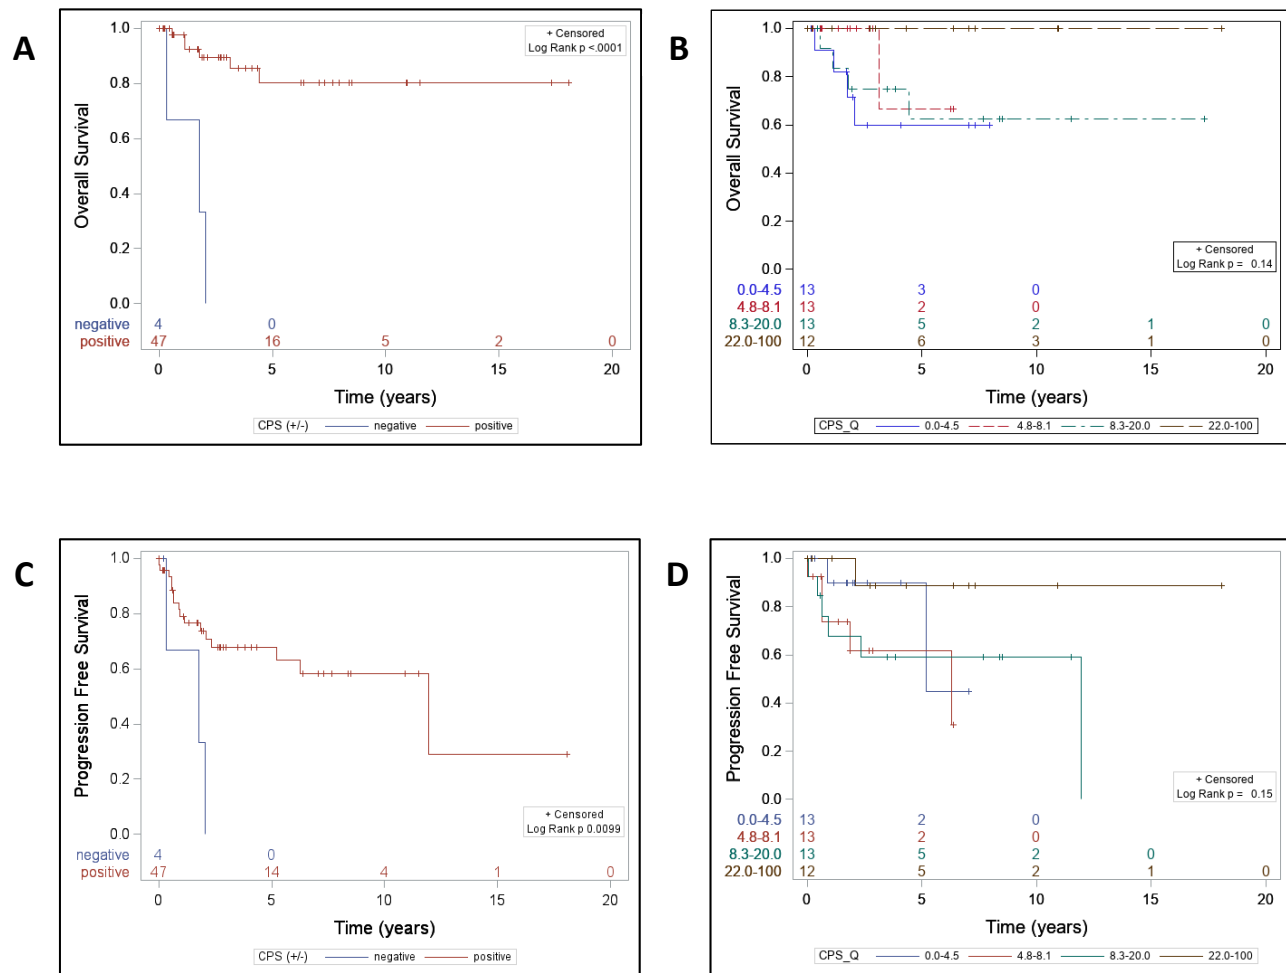 A
Overall Survival
1.0
0.8
0.6
0.4
0.2
0.0
+ Censored
Log Rank p <.0001
negative 4 0
positive 47 16 5 2 0
0 5 10 15 20
Time (years)
CPS (+/-) negative positive
B
Overall Survival
1.0
0.8
0.6
0.4
0.2
0.0
+ Censored
Log Rank p = 0.14
0.0-4.5 13 3 0
4.8-8.1 13 2 0
8.3-20.0 13 5 2 1 0
22.0-100 12 6 3 1 0
0 5 10 15 20
Time (years)
CPS_Q 0.0-4.5 4.8-8.1 8.3-20.0 22.0-100
C
Progression Free Survival
1.0
0.8
0.6
0.4
0.2
0.0
+ Censored
Log Rank p 0.0099
negative 4 0
positive 47 14 4 1 0
0 5 10 15 20
Time (years)
CPS (+/-) negative positive
D
Progression Free Survival
1.0
0.8
0.6
0.4
0.2
0.0
+ Censored
Log Rank p = 0.15
0.0-4.5 13 2 0
4.8-8.1 13 2 0
8.3-20.0 13 5 2 0
22.0-100 12 5 2 1 0
0 5 10 15 20
Time (years)
CPS_Q 0.0-4.5 4.8-8.1 8.3-20.0 22.0-100